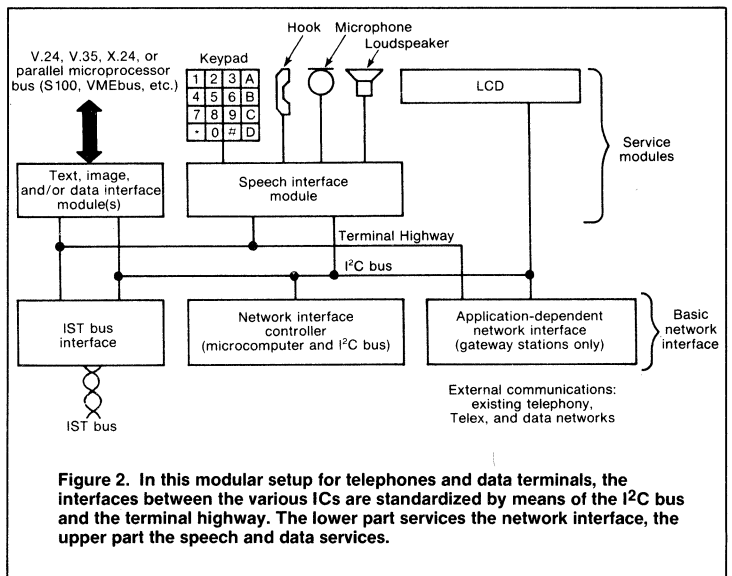 Hook
Microphone
Loudspeaker
V.24, V.35, X.24, or
parallel microprocessor
bus (S100, VMEbus, etc.)
Keypad
1 2 3 A
4 5 6 B
7 8 9 C
* 0 # D
LCD
Service
modules
Text, image,
and/or data interface
module(s)
Speech interface
module
Terminal Highway
I²C bus
IST bus
interface
Network interface
controller
(microcomputer and I²C bus)
Application-dependent
network interface
(gateway stations only)
Basic
network
interface
IST bus
External communications:
existing telephony,
Telex, and data networks
Figure 2. In this modular setup for telephones and data terminals, the
interfaces between the various ICs are standardized by means of the I²C bus
and the terminal highway. The lower part services the network interface, the
upper part the speech and data services.